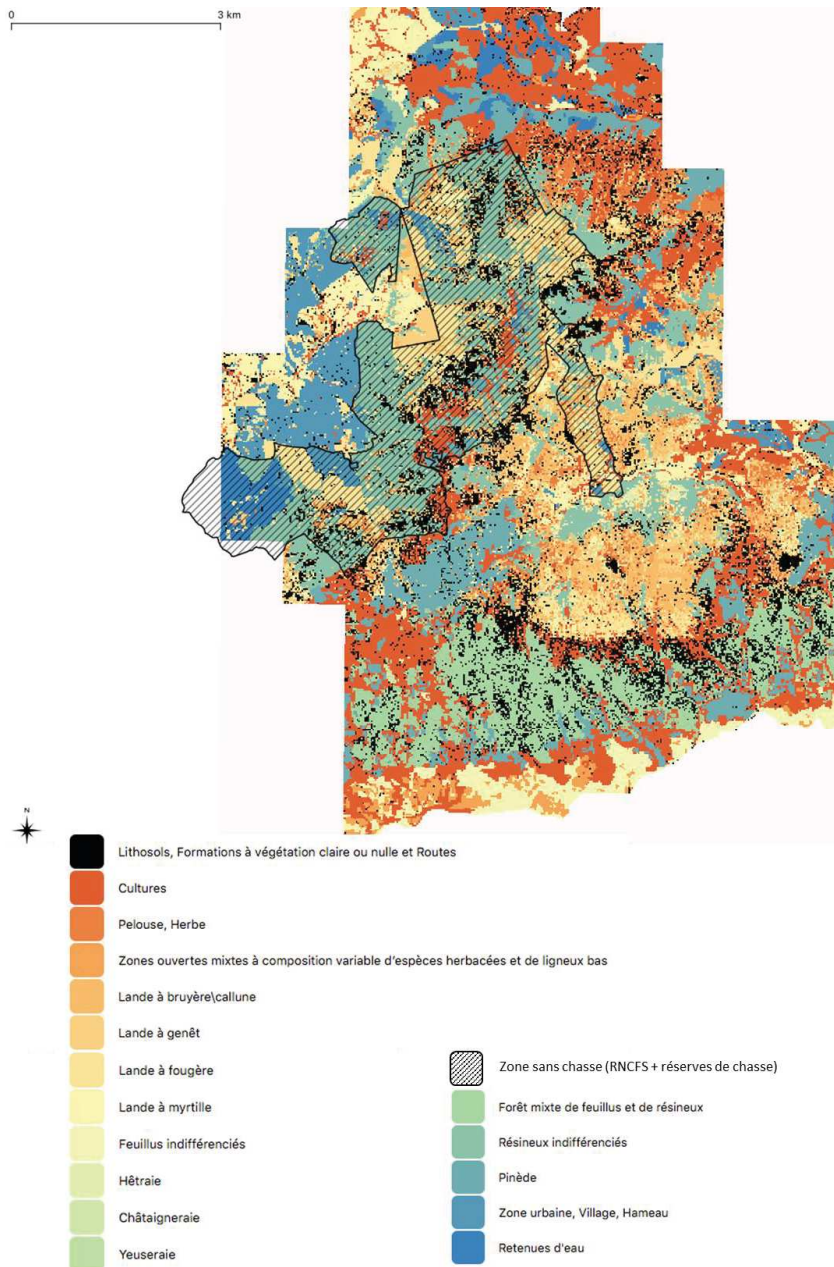 0
3 km
N
Lithosols, Formations à végétation claire ou nulle et Routes
Cultures
Pelouse, Herbe
Zones ouvertes mixtes à composition variable d'espèces herbacées et de ligneux bas
Lande à bruyère\callune
Lande à genêt
Lande à fougère
Lande à myrtille
Feuillus indifférenciés
Hêtraie
Châtaigneraie
Yeuseraie
Zone sans chasse (RNCFS + réserves de chasse)
Forêt mixte de feuillus et de résineux
Résineux indifférenciés
Pinède
Zone urbaine, Village, Hameau
Retenues d'eau